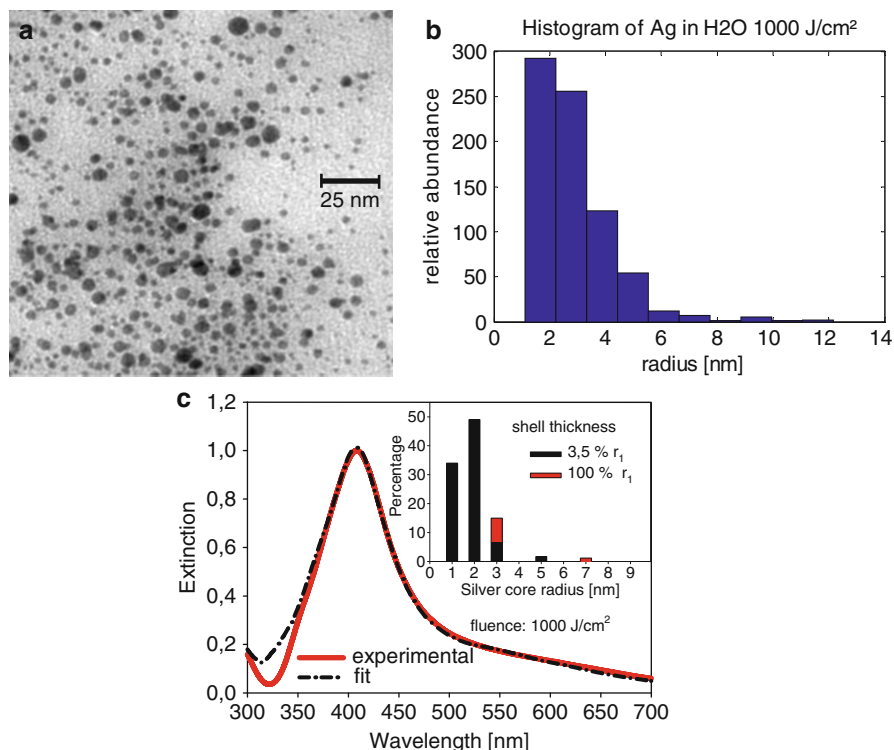 a
25 nm
b
Histogram of Ag in H2O 1000 J/cm²
300
250
200
150
100
50
0
relative abundance
0 2 4 6 8 10 12 14
radius [nm]
c
1,2
1,0
0,8
0,6
0,4
0,2
0,0
Extinction
300 350 400 450 500 550 600 650 700
Wavelength [nm]
experimental
fit
fluence: 1000 J/cm²
50
40
30
20
10
0
Percentage
shell thickness
3,5 % r₁
100 % r₁
0 1 2 3 4 5 6 7 8 9
Silver core radius [nm]